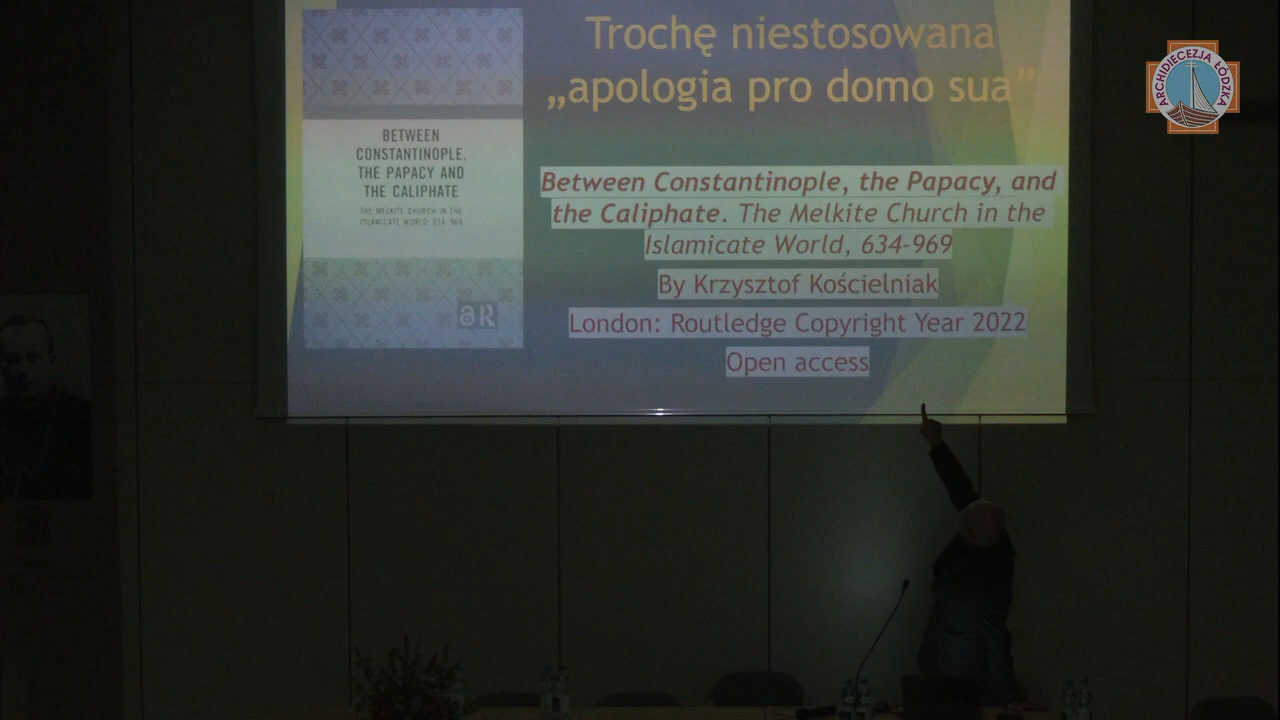 Trochę niestosowana
„apologia pro domo sua”
BETWEEN
CONSTANTINOPLE,
THE PAPACY AND
THE CALIPHATE
THE MELKITE CHURCH IN THE
ISLAMICATE WORLD, 634-969
aR
Between Constantinople, the Papacy, and
the Caliphate. The Melkite Church in the
Islamicate World, 634-969
By Krzysztof Kościelniak
London: Routledge Copyright Year 2022
Open access
ARCHIDIECEZJA ŁÓDZKA